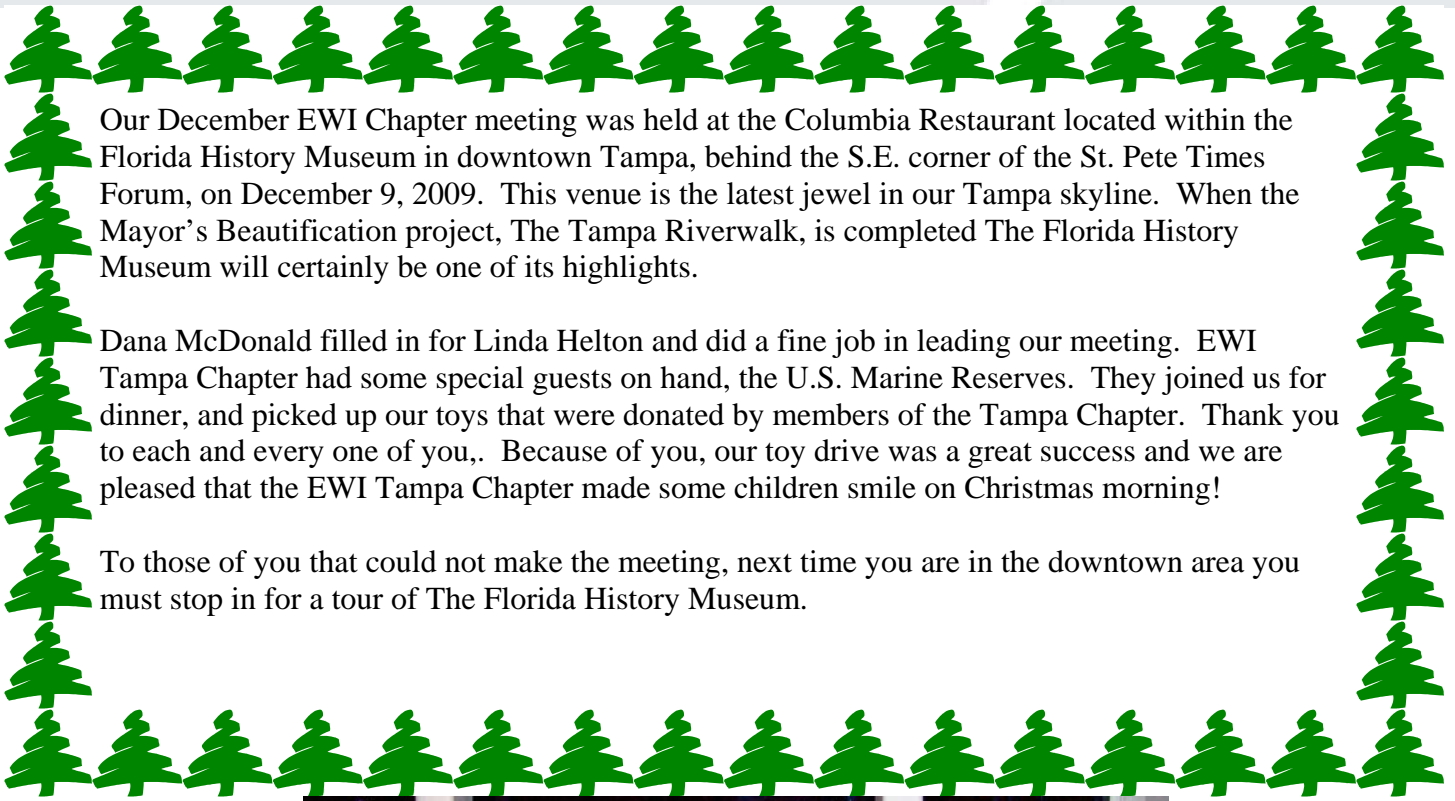 Our December EWI Chapter meeting was held at the Columbia Restaurant located within the
Florida History Museum in downtown Tampa, behind the S.E. corner of the St. Pete Times
Forum, on December 9, 2009.  This venue is the latest jewel in our Tampa skyline.  When the
Mayor’s Beautification project, The Tampa Riverwalk, is completed The Florida History
Museum will certainly be one of its highlights.

Dana McDonald filled in for Linda Helton and did a fine job in leading our meeting.  EWI
Tampa Chapter had some special guests on hand, the U.S. Marine Reserves.  They joined us for
dinner, and picked up our toys that were donated by members of the Tampa Chapter.  Thank you
to each and every one of you,.  Because of you, our toy drive was a great success and we are
pleased that the EWI Tampa Chapter made some children smile on Christmas morning!

To those of you that could not make the meeting, next time you are in the downtown area you
must stop in for a tour of The Florida History Museum.